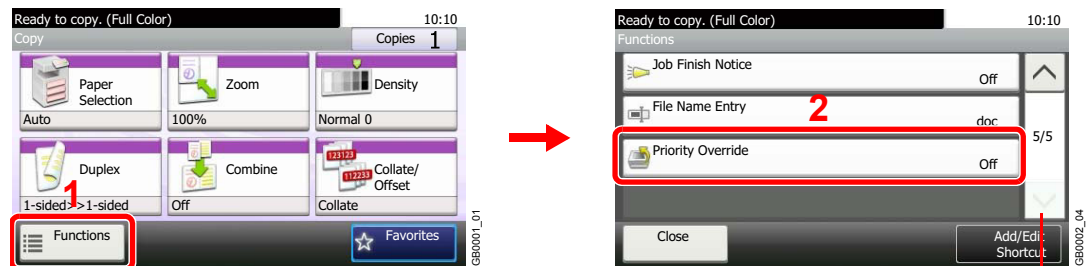 Ready to copy. (Full Color) 10:10
Copy Copies 1
Paper Selection
Zoom
Density
Auto 100% Normal 0
123123
112233
Duplex
Combine
Collate/
Offset
1
1-sided>>1-sided Off Collate
Functions Favorites
GB0001_01
Ready to copy. (Full Color) 10:10
Functions
Job Finish Notice
Off
File Name Entry
2
doc
5/5
Priority Override
Off
Close Add/Edit
Shortcut
GB0002_04